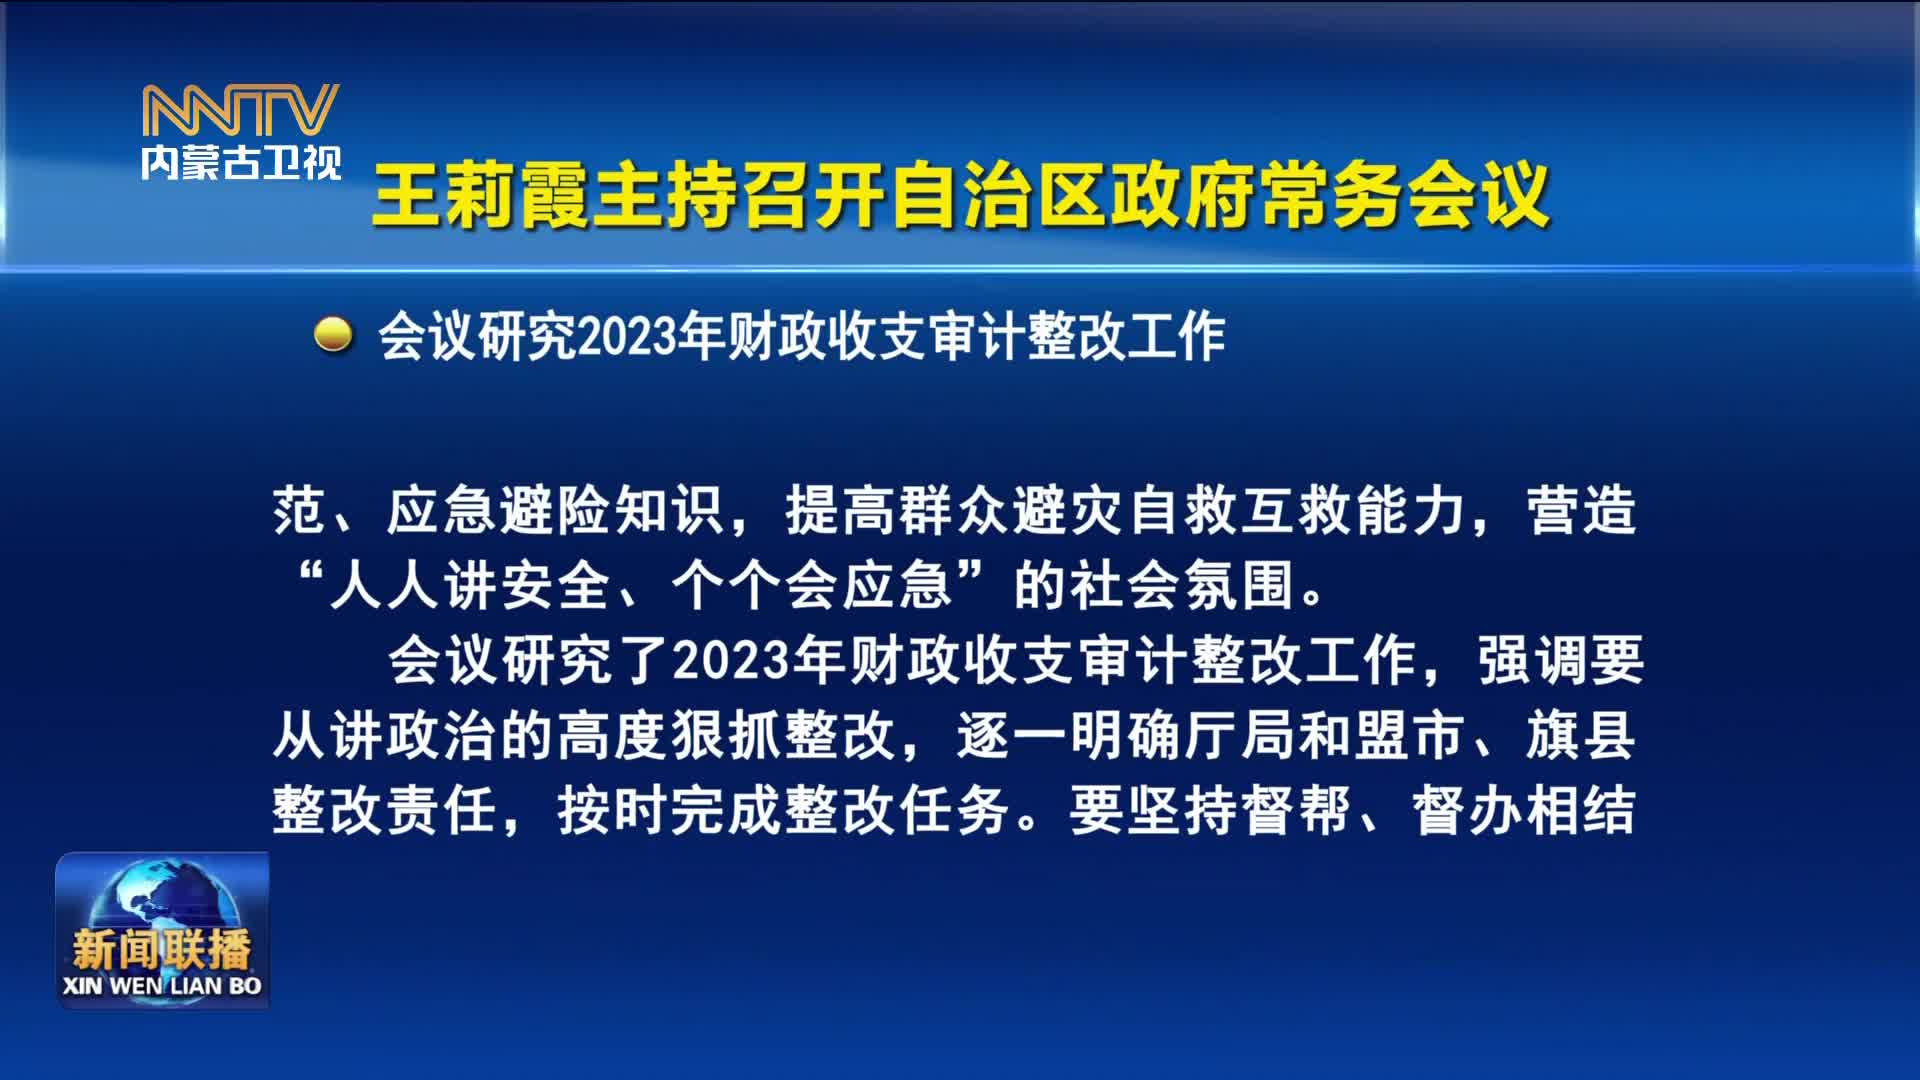 NNTV
内蒙古卫视
王莉霞主持召开自治区政府常务会议
会议研究2023年财政收支审计整改工作
范、应急避险知识，提高群众避灾自救互救能力，营造
“人人讲安全、个个会应急”的社会氛围。
会议研究了2023年财政收支审计整改工作，强调要
从讲政治的高度狠抓整改，逐一明确厅局和盟市、旗县
整改责任，按时完成整改任务。要坚持督帮、督办相结
新闻联播
XIN WEN LIAN BO